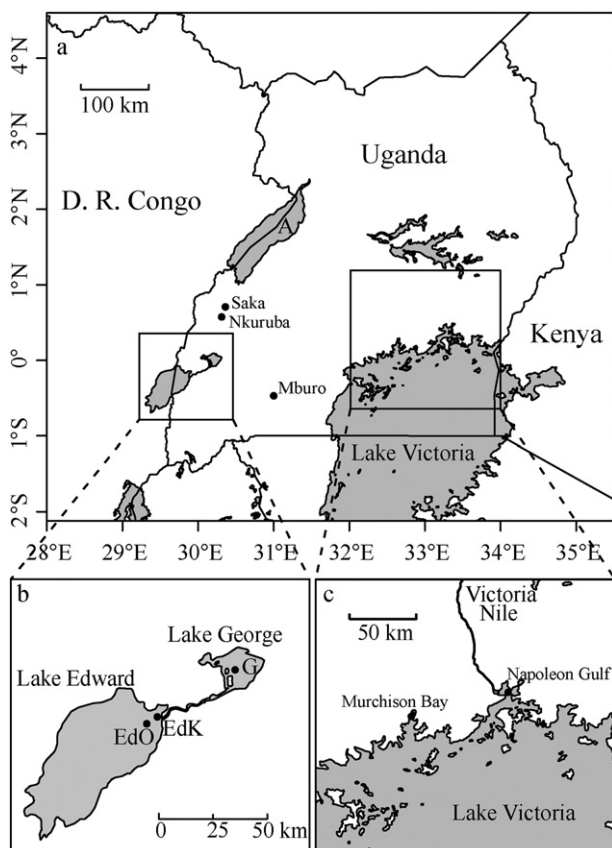 a
100 km
Uganda
D. R. Congo
A
Saka
Nkuruba
Kenya
Mburo
Lake Victoria
4°N
3°N
2°N
1°N
0°
1°S
2°S
28°E 29°E 30°E 31°E 32°E 33°E 34°E 35°E
b
Lake George
G
Lake Edward
EdK
EdO
0 25 50 km
c
50 km
Victoria
Nile
Napoleon Gulf
Murchison Bay
Lake Victoria